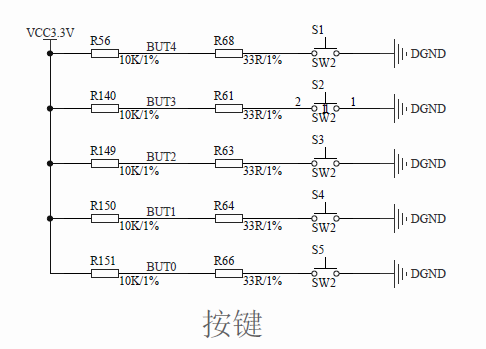 VCC3.3V
R56 BUT4 R68 S1
10K/1% 33R/1% SW2 DGND
R140 BUT3 R61 S2
2 1
10K/1% 33R/1% SW2 DGND
R149 BUT2 R63 S3
10K/1% 33R/1% SW2 DGND
R150 BUT1 R64 S4
10K/1% 33R/1% SW2 DGND
R151 BUT0 R66 S5
10K/1% 33R/1% SW2 DGND
按键